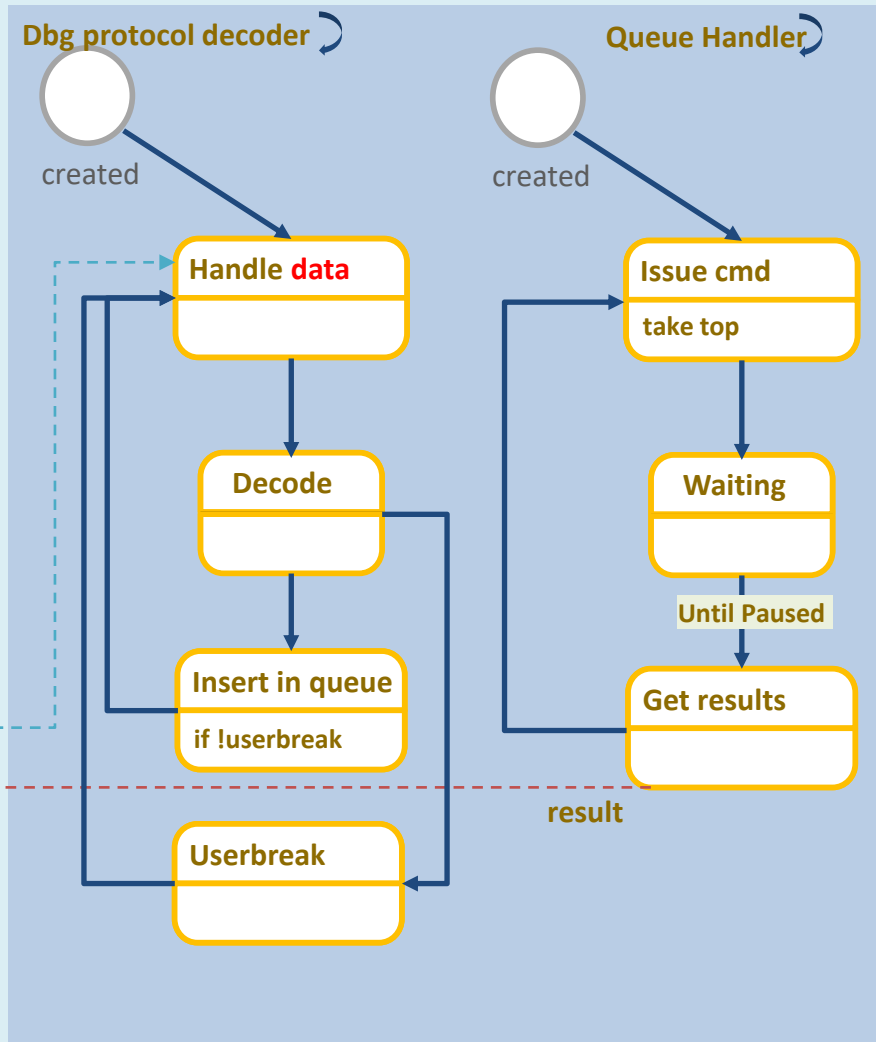 Dbg protocol decoder
created
Handle data
Decode
Insert in queue
if !userbreak
Userbreak
Queue Handler
created
Issue cmd
take top
Waiting
Until Paused
Get results
result